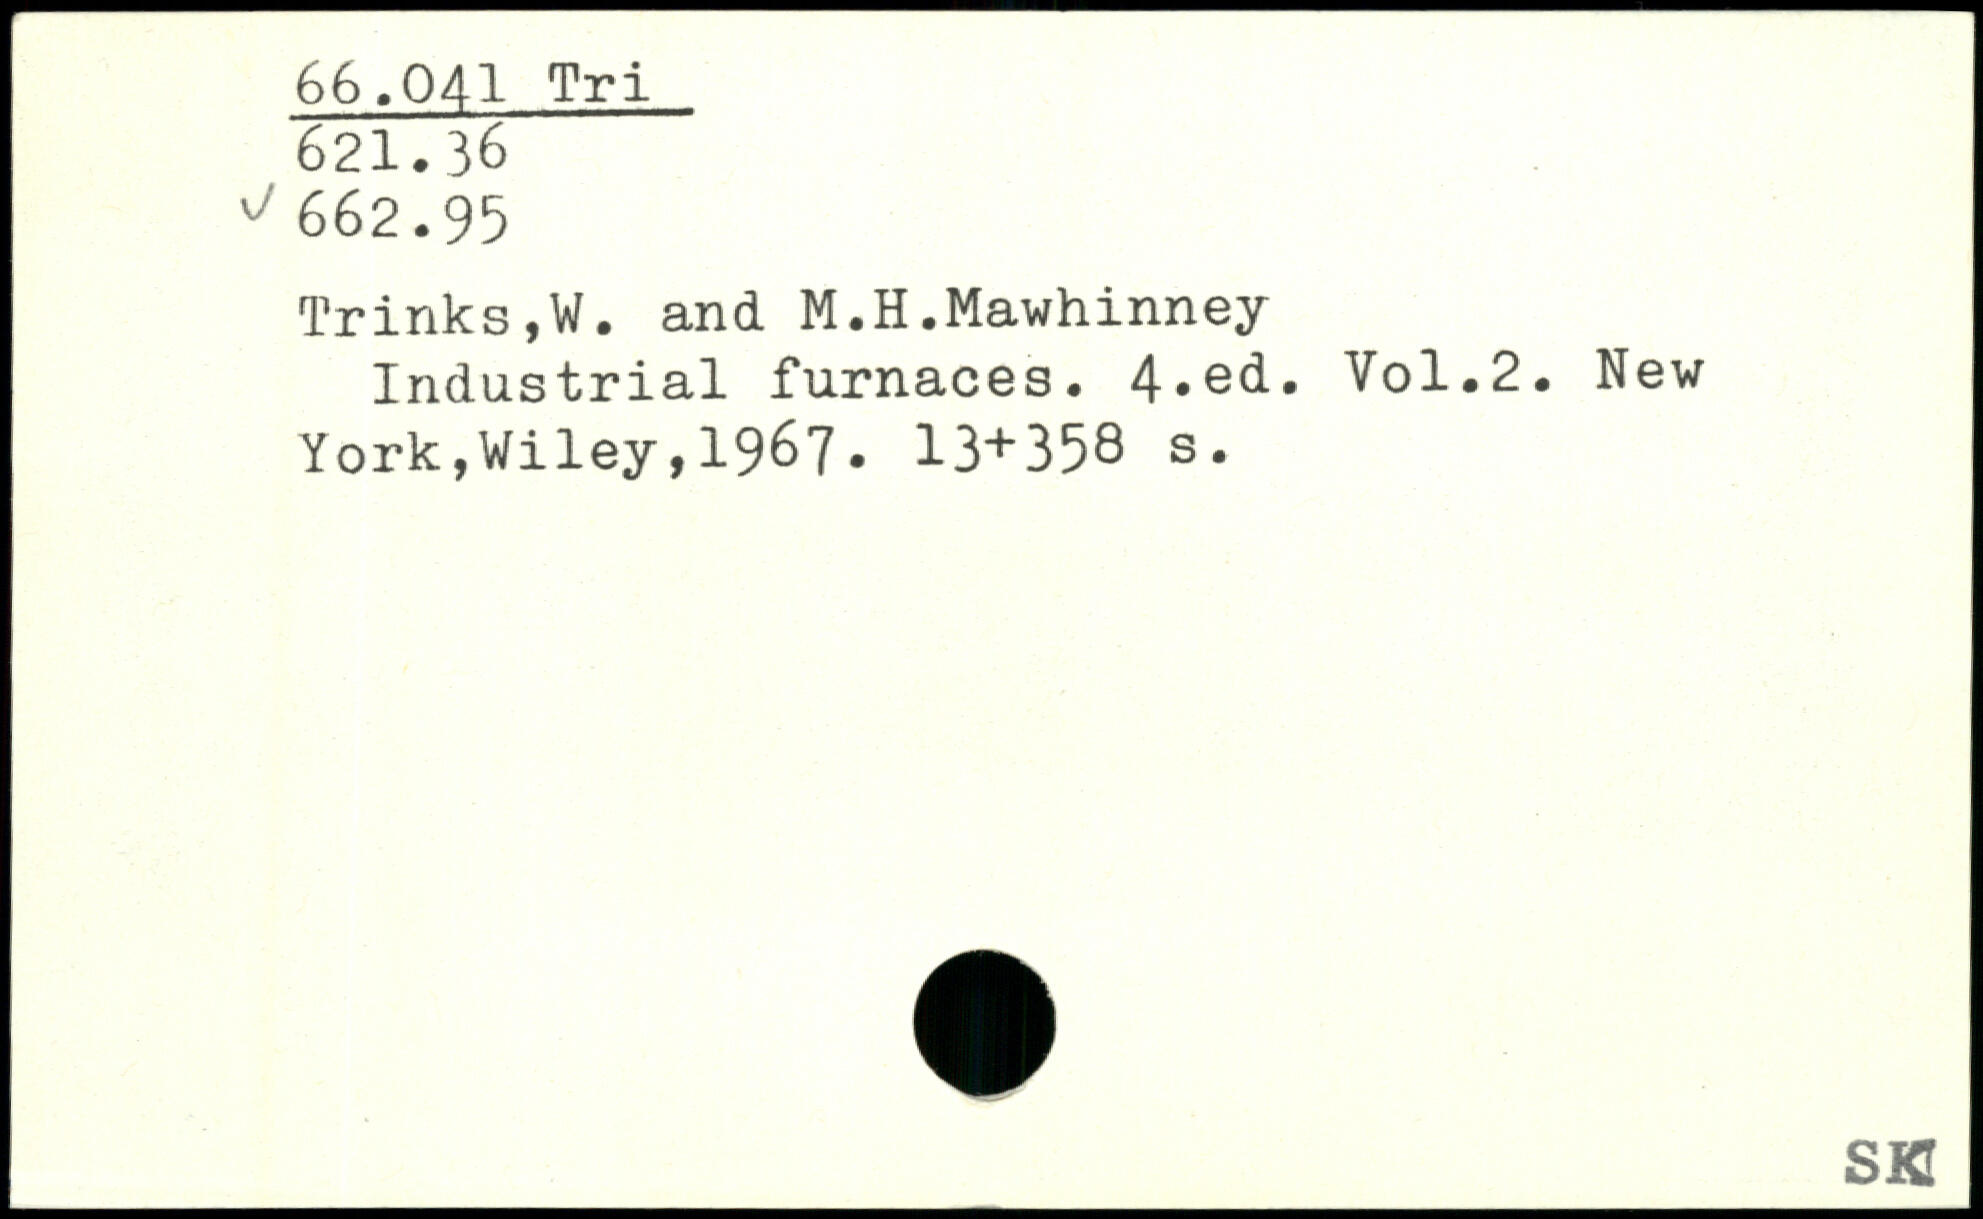 66.041 Tri
621.36
✓ 662.95
Trinks,W. and M.H.Mawhinney
Industrial furnaces. 4.ed. Vol.2. New
York,Wiley,1967. 13+358 s.
SK